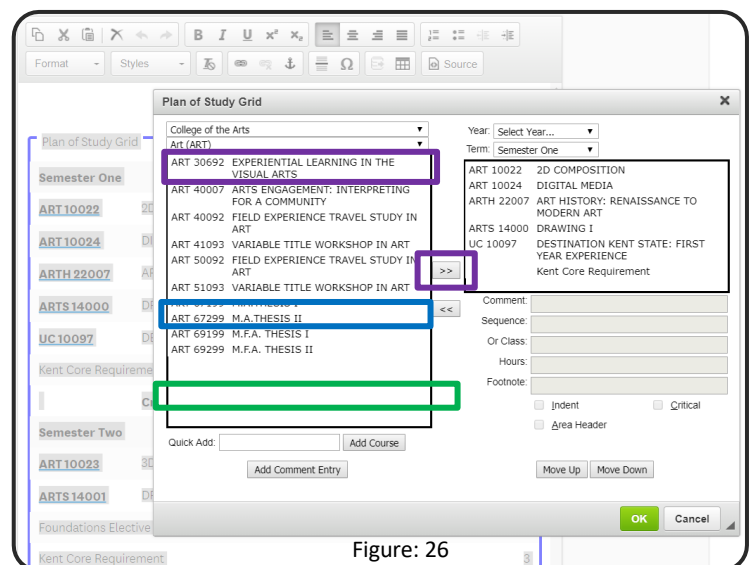 B I U x² xₐ
Format Styles Ω Source
Plan of Study Grid
Plan of Study Grid
College of the Arts
Art (ART)
ART 30692 EXPERIENTIAL LEARNING IN THE
VISUAL ARTS
ART 40007 ARTS ENGAGEMENT: INTERPRETING
FOR A COMMUNITY
ART 40092 FIELD EXPERIENCE TRAVEL STUDY IN
ART
ART 41093 VARIABLE TITLE WORKSHOP IN ART
ART 50092 FIELD EXPERIENCE TRAVEL STUDY IN
ART
ART 51093 VARIABLE TITLE WORKSHOP IN ART
ART 67299 M.A.THESIS II
ART 69199 M.F.A. THESIS I
ART 69299 M.F.A. THESIS II
Quick Add: Add Course
Add Comment Entry
>>
<<
Year: Select Year...
Term: Semester One
ART 10022 2D COMPOSITION
ART 10024 DIGITAL MEDIA
ARTH 22007 ART HISTORY: RENAISSANCE TO
MODERN ART
ARTS 14000 DRAWING I
UC 10097 DESTINATION KENT STATE: FIRST
YEAR EXPERIENCE
Kent Core Requirement
Comment:
Sequence:
Or Class:
Hours:
Footnote:
Indent Critical
Area Header
Move Up Move Down
OK Cancel
Semester One
ART 10022 2D
ART 10024
ARTH 22007
ARTS 14000
UC 10097
Kent Core Requireme
Semester Two
ART 10023 3D
ARTS 14001
Foundations Elective
Kent Core Requirement 3
Figure: 26